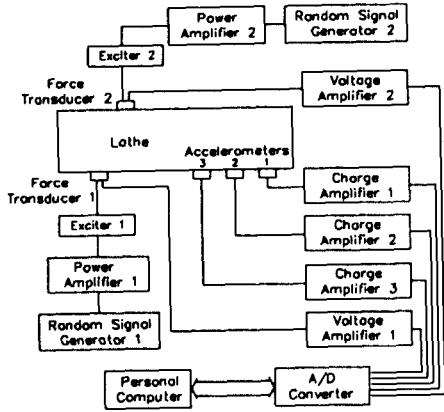 Power
Amplifier 2
Random Signal
Generator 2
Exciter 2
Force
Transducer 2
Voltage
Amplifier 2
Lathe
Accelerometers
3 2 1
Force
Transducer 1
Charge
Amplifier 1
Exciter 1
Charge
Amplifier 2
Power
Amplifier 1
Charge
Amplifier 3
Random Signal
Generator 1
Voltage
Amplifier 1
Personal
Computer
A/D
Converter